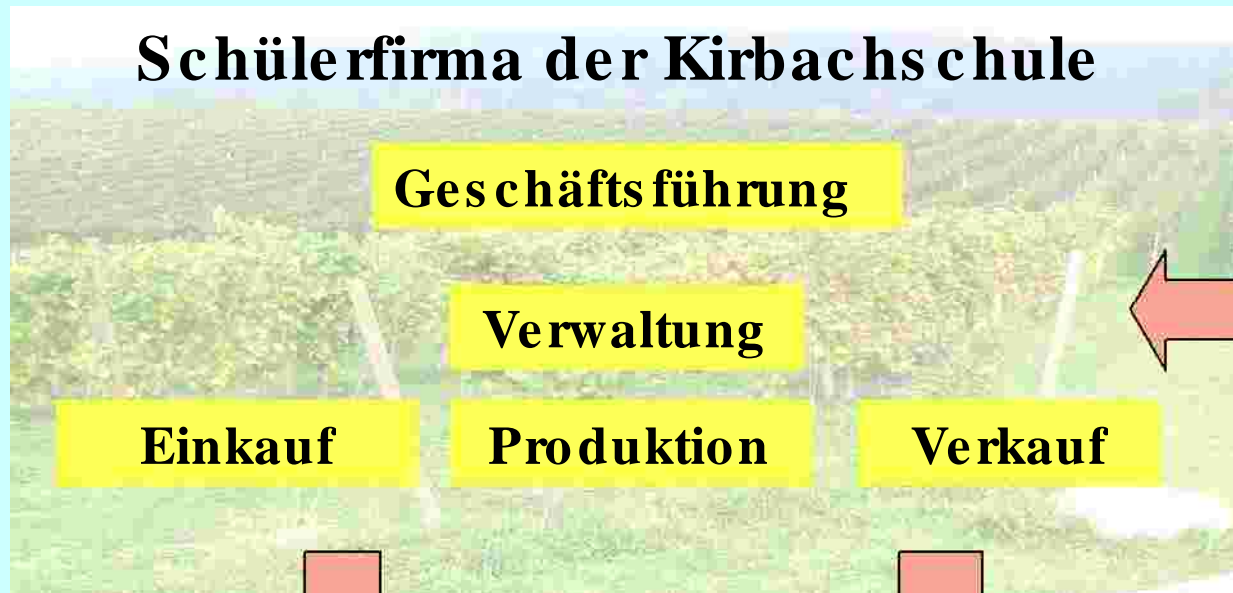 Schülerfirma der Kirbachschule
Geschäftsführung
Verwaltung
Einkauf
Produktion
Verkauf